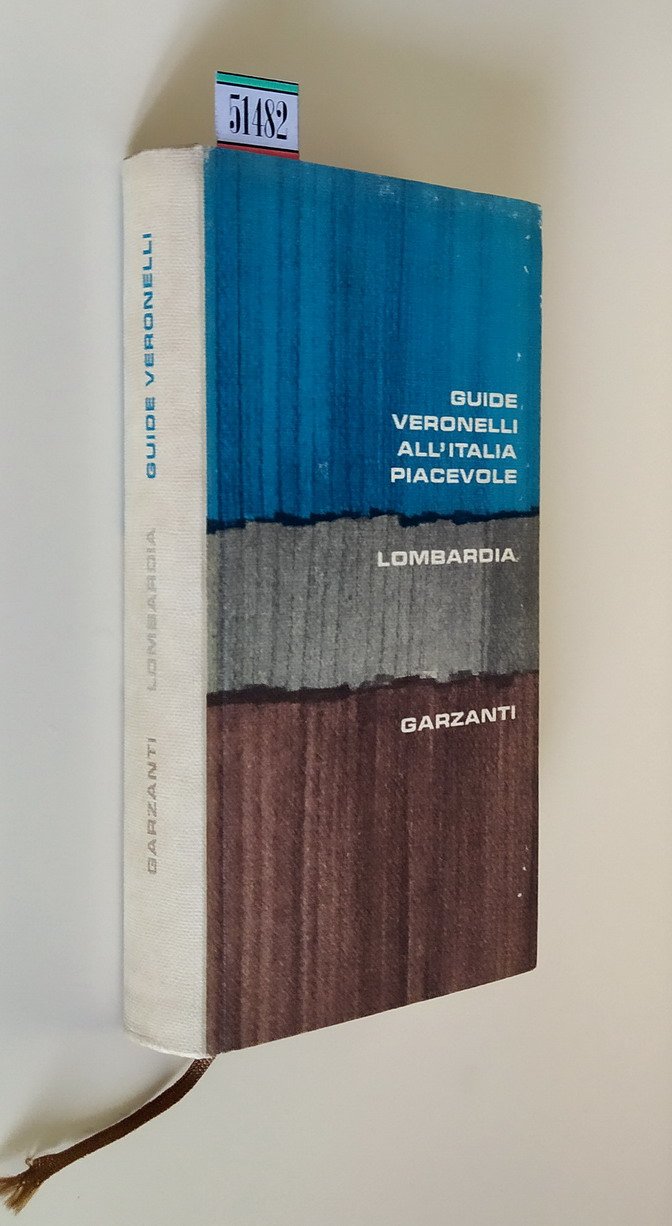 51482
GUIDE
VERONELLI
ALL'ITALIA
PIACEVOLE
LOMBARDIA
GARZANTI
GARZANTI LOMBARDIA GUIDE VERONELLI